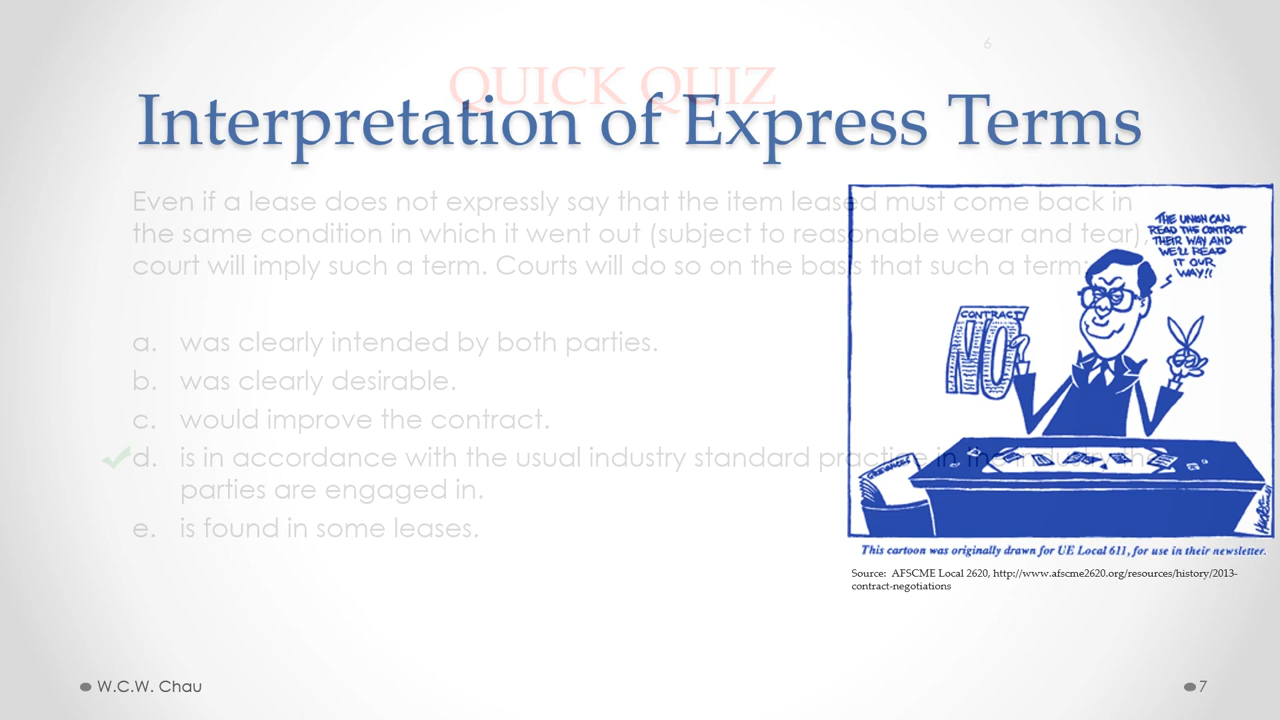 6
QUICK QUIZ
Interpretation of Express Terms
Even if a lease does not expressly say that the item leased must come back in
the same condition in which it went out (subject to reasonable wear and tear),
court will imply such a term. Courts will do so on the basis that such a term:
a. was clearly intended by both parties.
b. was clearly desirable.
c. would improve the contract.
d. is in accordance with the usual industry standard practice in the industry
parties are engaged in.
e. is found in some leases.
THE UNION CAN
READ THIS CONTRACT
THEIR WAY AND
WE'LL READ
IT OUR
WAY!!
CONTRACT
NO
GRIEVANCES
This cartoon was originally drawn for UE Local 611, for use in their newsletter.
Source: AFSCME Local 2620, http://www.afscme2620.org/resources/history/2013-
contract-negotiations
W.C.W. Chau
7